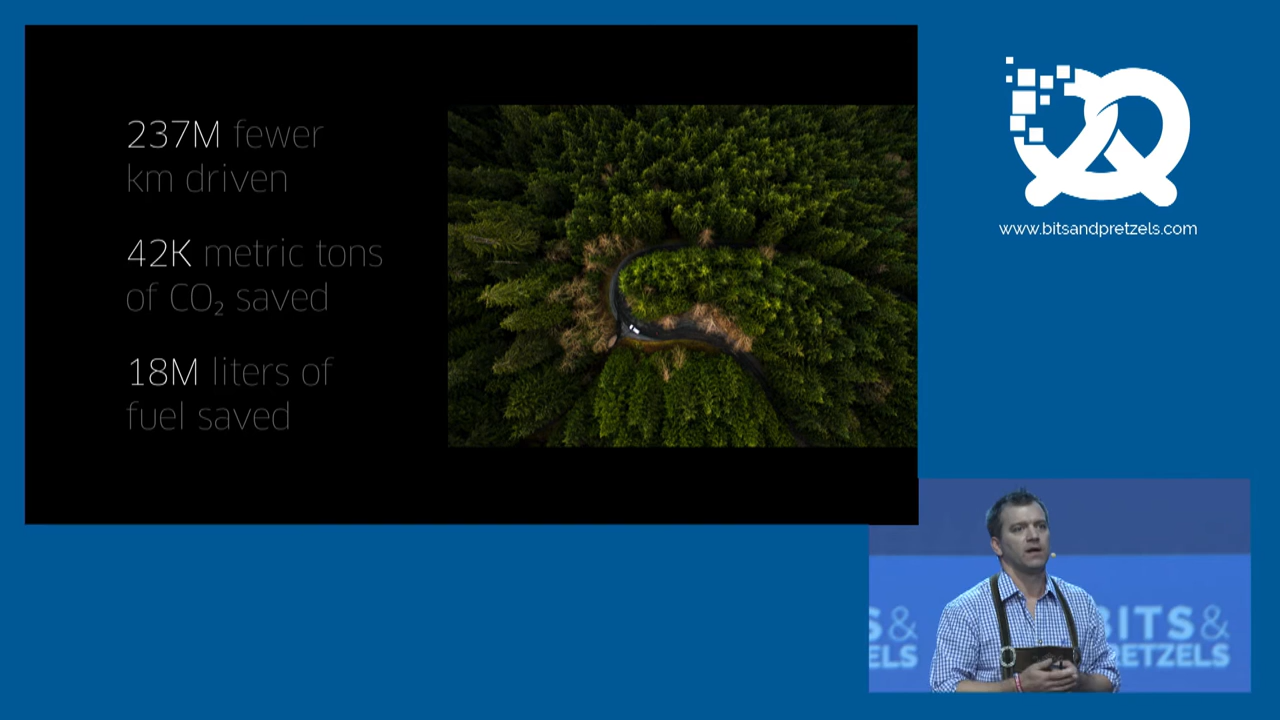 237M fewer
km driven
42K metric tons
of CO₂ saved
18M liters of
fuel saved
www.bitsandpretzels.com
S& BITS&
ELS RETZELS